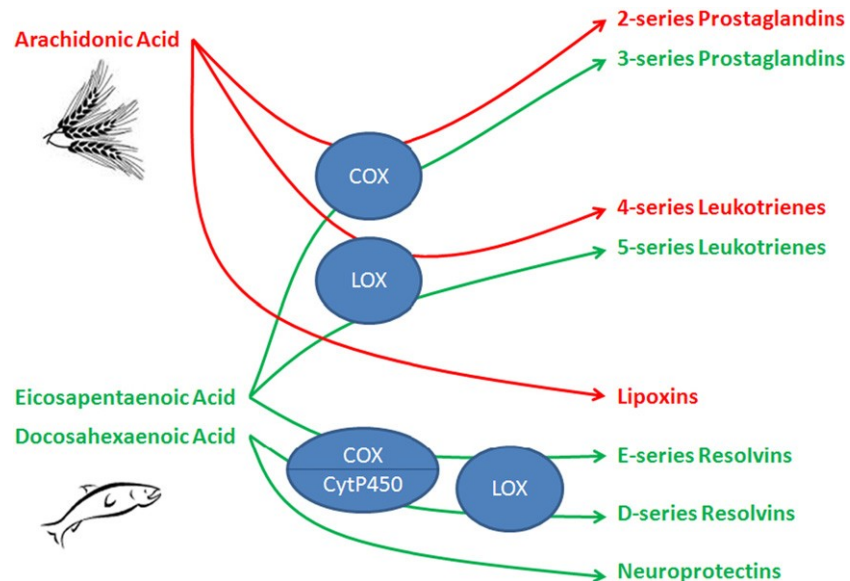 2-series Prostaglandins
Arachidonic Acid
3-series Prostaglandins
COX
4-series Leukotrienes
5-series Leukotrienes
LOX
Eicosapentaenoic Acid
Lipoxins
Docosahexaenoic Acid
COX
E-series Resolvins
CytP450
LOX
D-series Resolvins
Neuroprotectins